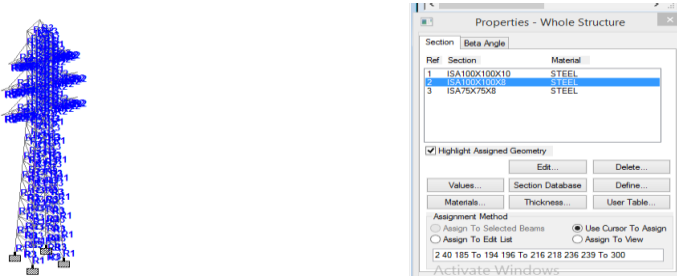 Properties - Whole Structure
Section Beta Angle
Ref Section Material
1 ISA100X100X10 STEEL
2 ISA100X100X8 STEEL
3 ISA75X75X8 STEEL
Highlight Assigned Geometry
Edit... Delete...
Values... Section Database Define...
Materials... Thickness... User Table...
Assignment Method
Assign To Selected Beams Use Cursor To Assign
Assign To Edit List Assign To View
2 40 185 To 194 196 To 216 218 236 239 To 300
Activate Windows